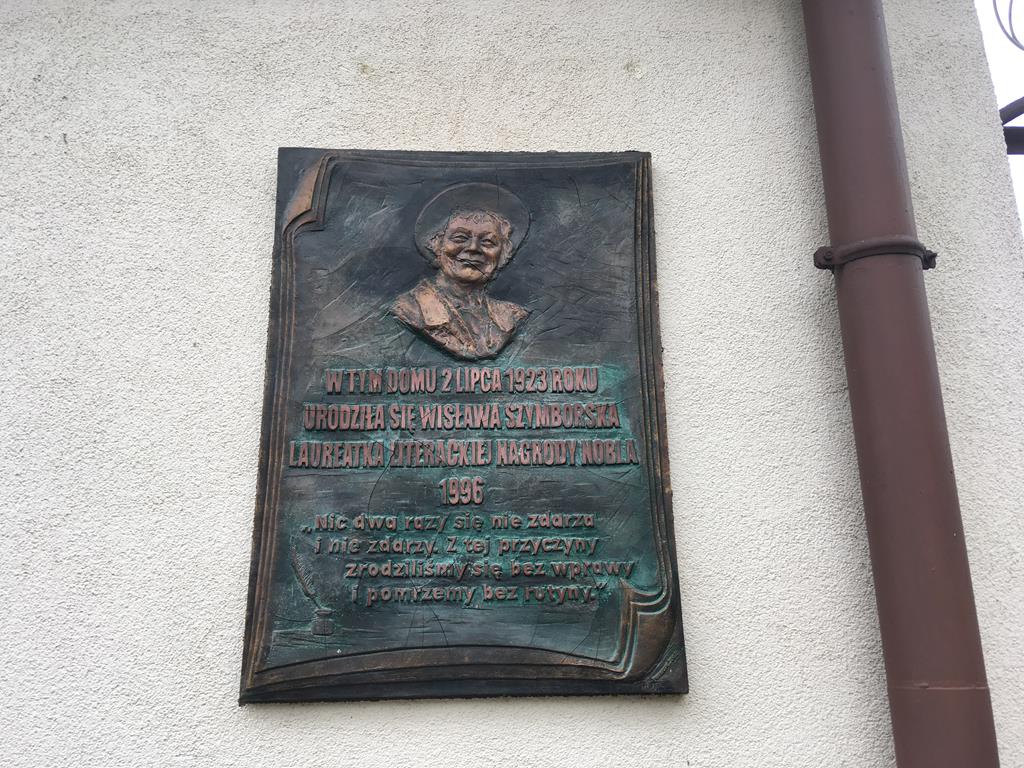 W TYM DOMU 2 LIPCA 1923 ROKU
URODZIŁA SIĘ WISŁAWA SZYMBORSKA
LAUREATKA LITERACKIEJ NAGRODY NOBLA
1996
„Nic dwa razy się nie zdarza
i nie zdarzy. Z tej przyczyny
zrodziliśmy się bez wprawy
i pomrzemy bez rutyny.”